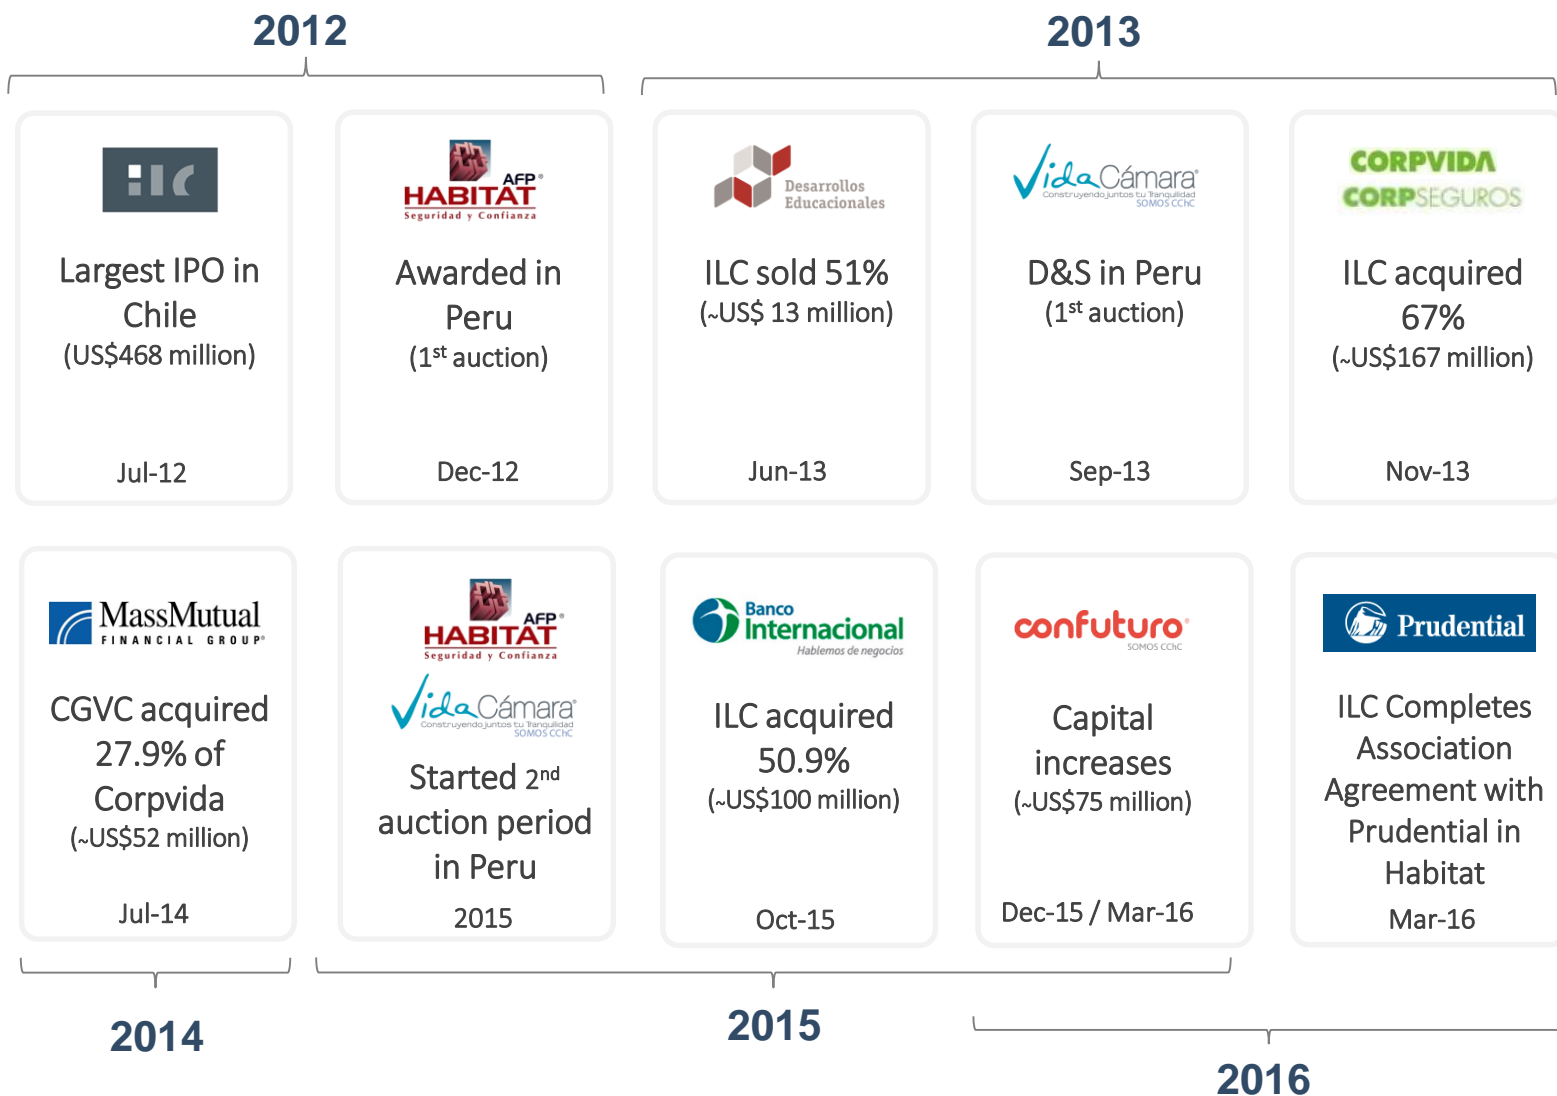 2012
2013
ilc
AFP
HABITAT
Seguridad y Confianza
Desarrollos
Educacionales
Vida Cámara
Construyendo juntos tu Tranquilidad
SOMOS CChC
CORPVIDA
CORPSEGUROS
Largest IPO in
Chile
(US$468 million)
Jul-12
Awarded in
Peru
(1st auction)
Dec-12
ILC sold 51%
(~US$ 13 million)
Jun-13
D&S in Peru
(1st auction)
Sep-13
ILC acquired
67%
(~US$167 million)
Nov-13
MassMutual
FINANCIAL GROUP
CGVC acquired
27.9% of
Corpvida
(~US$52 million)
Jul-14
AFP
HABITAT
Seguridad y Confianza
Vida Cámara
Construyendo juntos tu Tranquilidad
SOMOS CChC
Started 2nd
auction period
in Peru
2015
Banco
Internacional
Hablemos de negocios
ILC acquired
50.9%
(~US$100 million)
Oct-15
confuturo
SOMOS CChC
Capital
increases
(~US$75 million)
Dec-15 / Mar-16
Prudential
ILC Completes
Association
Agreement with
Prudential in
Habitat
Mar-16
2014
2015
2016